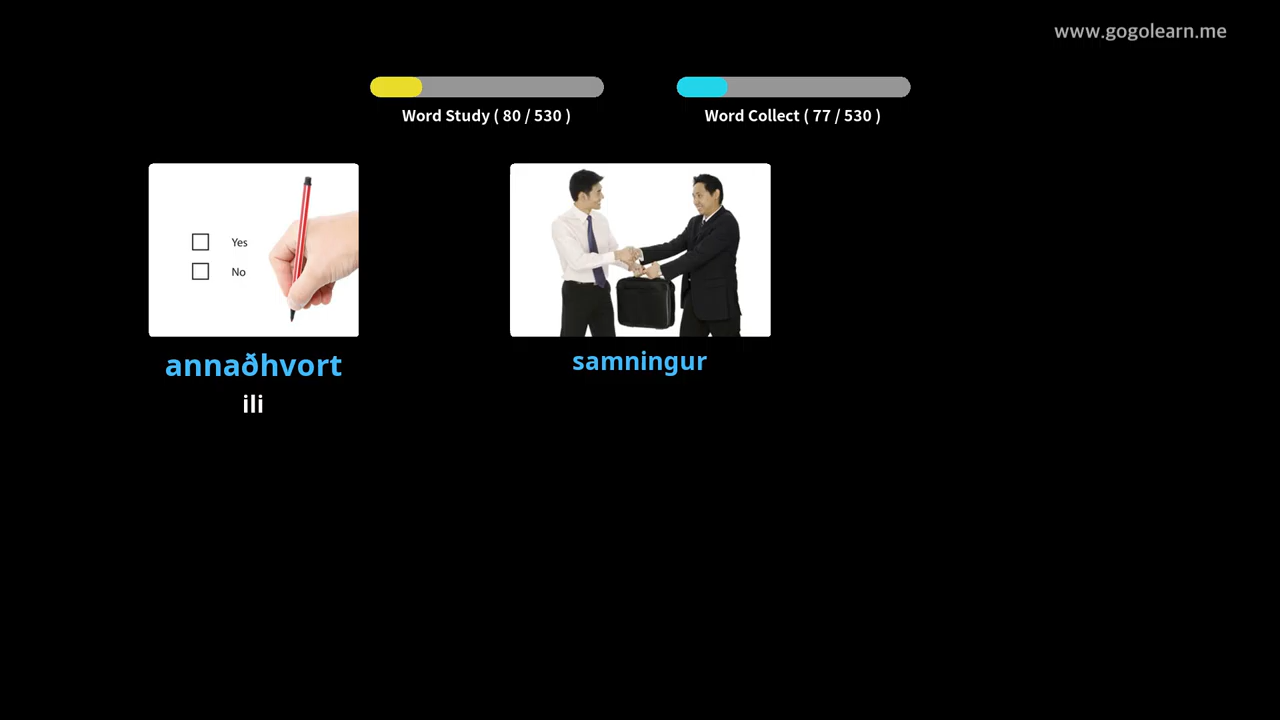 www.gogolearn.me
Word Study ( 80 / 530 )
Word Collect ( 77 / 530 )
Yes
No
annaðhvort
ili
samningur